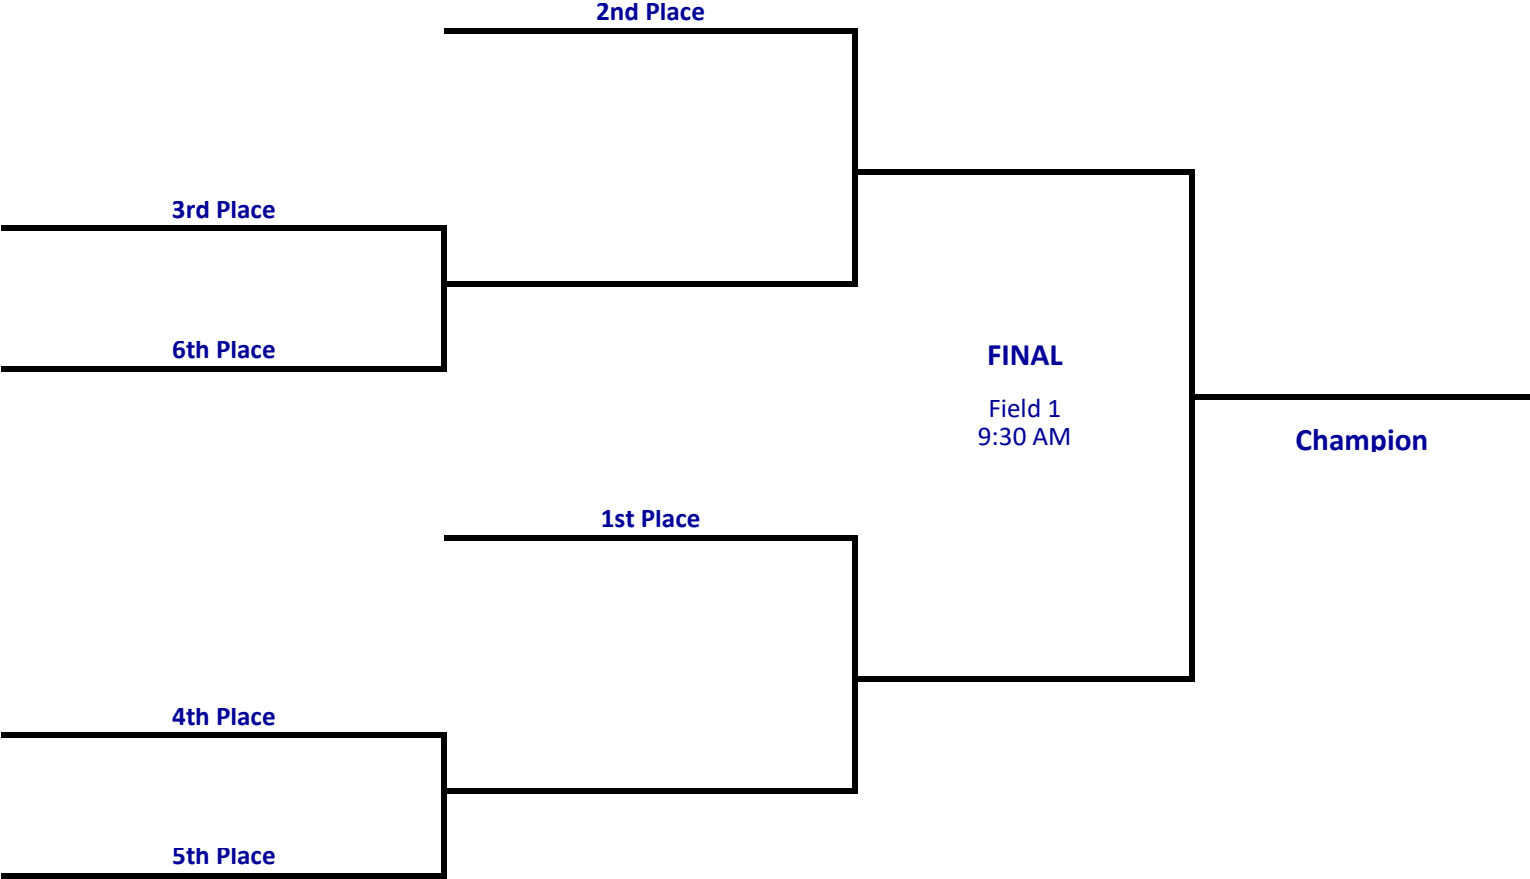 2nd Place
3rd Place
6th Place
FINAL
Field 1
9:30 AM
Champion
1st Place
4th Place
5th Place